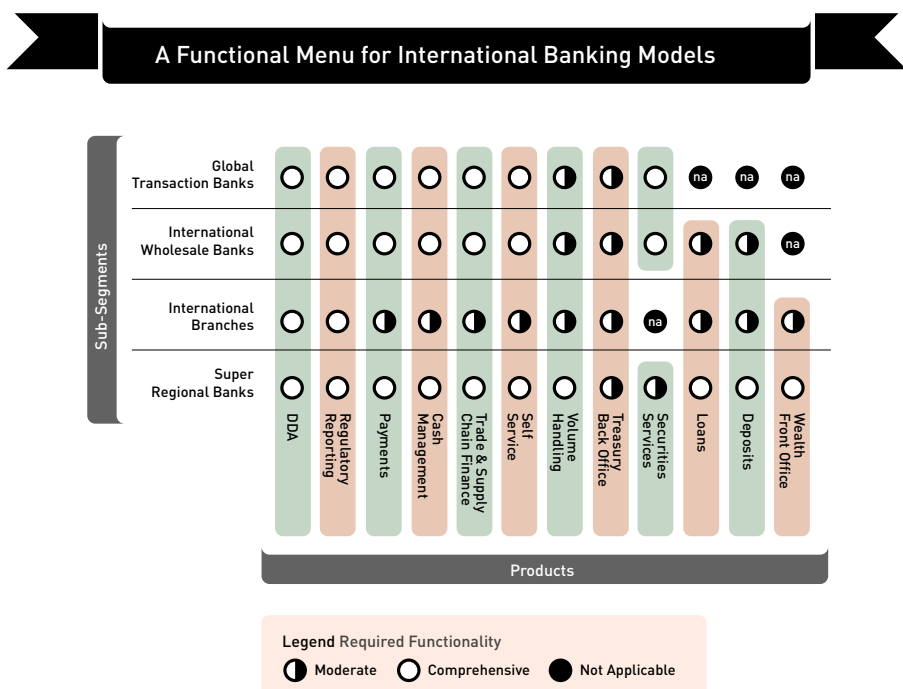 A Functional Menu for International Banking Models
Sub-Segments
Global
Transaction Banks
na
na
na
International
Wholesale Banks
na
International
Branches
na
Super
Regional Banks
DDA
Regulatory
Reporting
Payments
Cash
Management
Trade & Supply
Chain Finance
Self
Service
Volume
Handling
Treasury
Back Office
Securities
Services
Loans
Deposits
Wealth
Front Office
Products
Legend Required Functionality
Moderate Comprehensive Not Applicable